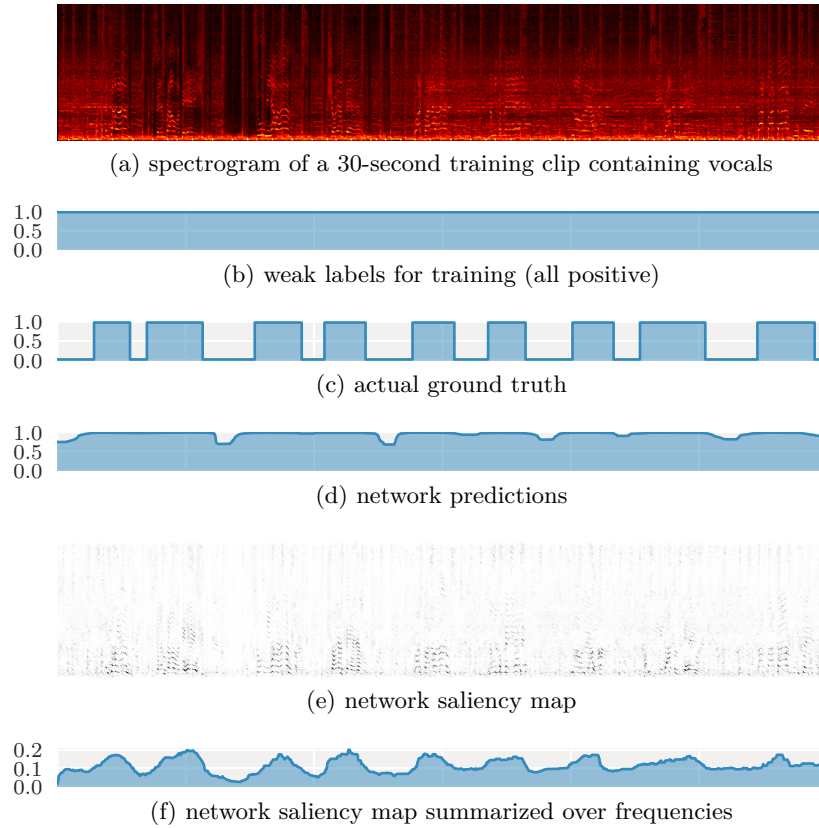 (a) spectrogram of a 30-second training clip containing vocals
1.0
0.5
0.0
(b) weak labels for training (all positive)
1.0
0.5
0.0
(c) actual ground truth
1.0
0.5
0.0
(d) network predictions
(e) network saliency map
0.2
0.1
0.0
(f) network saliency map summarized over frequencies